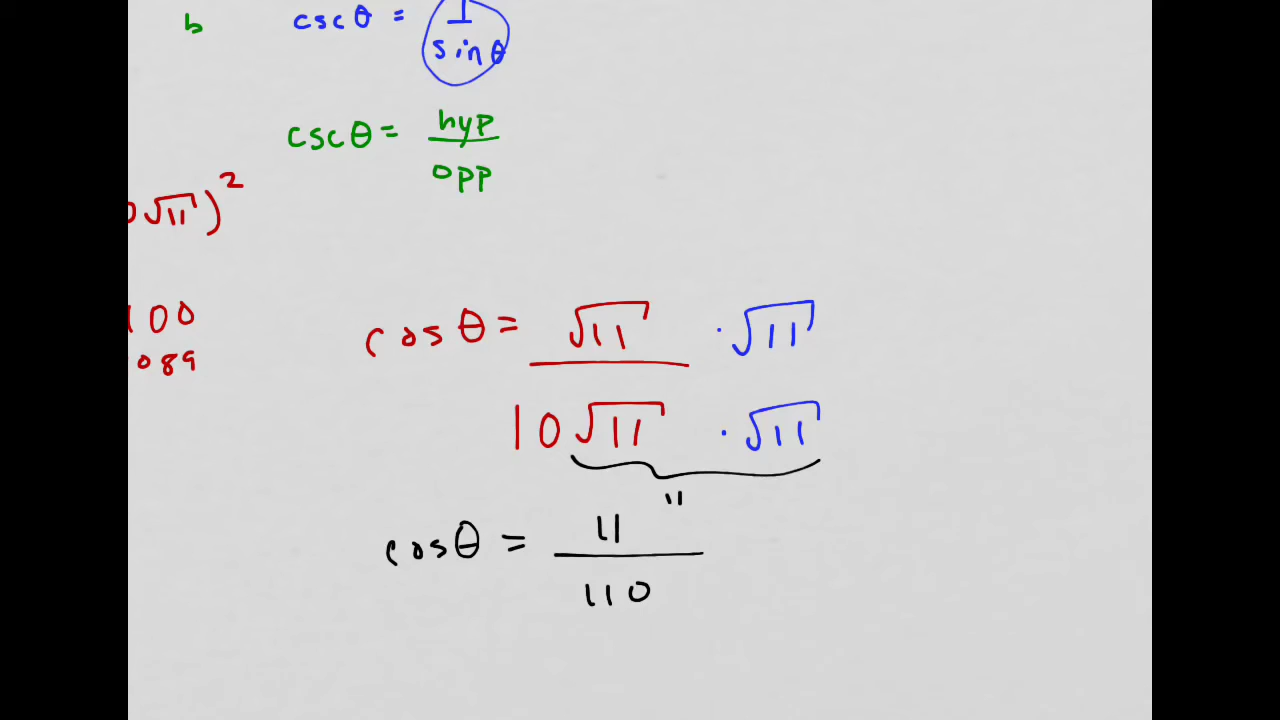 b
csc θ = 1 / sin θ
csc θ = hyp / opp
0√11)²
100
089
cos θ = √11 · √11
10√11 · √11
11
cos θ = 11 / 110